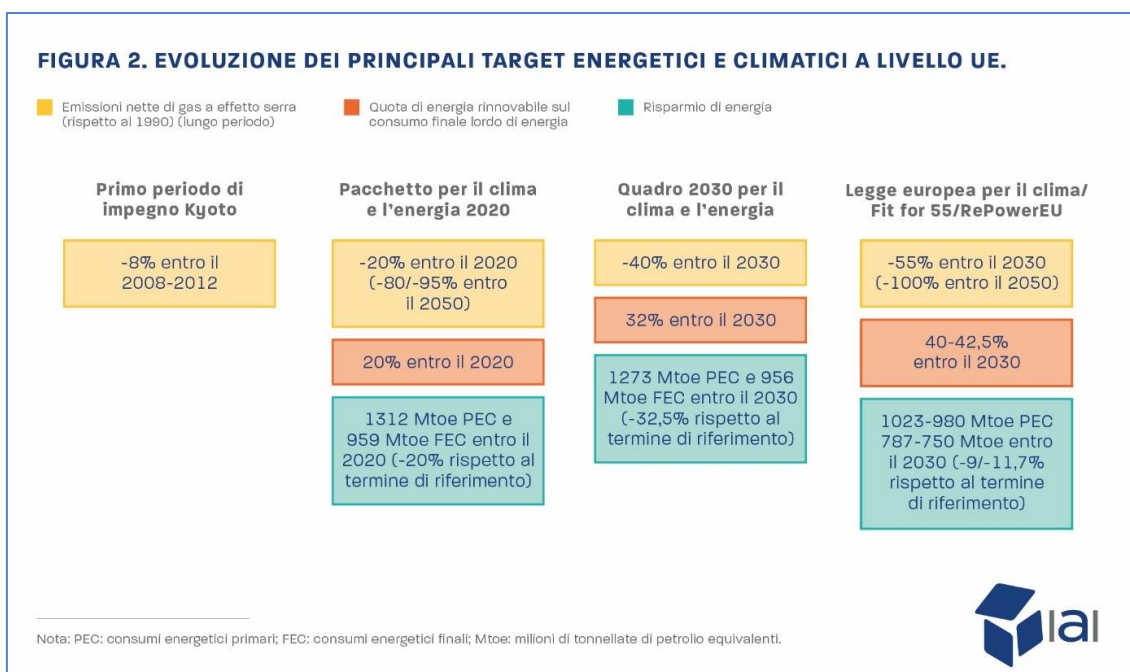 FIGURA 2. EVOLUZIONE DEI PRINCIPALI TARGET ENERGETICI E CLIMATICI A LIVELLO UE.
Emissioni nette di gas a effetto serra
(rispetto al 1990) (lungo periodo)
Quota di energia rinnovabile sul
consumo finale lordo di energia
Risparmio di energia
Primo periodo di
impegno Kyoto
-8% entro il
2008-2012
Pacchetto per il clima
e l'energia 2020
-20% entro il 2020
(-80/-95% entro
il 2050)
20% entro il 2020
1312 Mtoe PEC e
959 Mtoe FEC entro il
2020 (-20% rispetto al
termine di riferimento)
Quadro 2030 per il
clima e l'energia
-40% entro il 2030
32% entro il 2030
1273 Mtoe PEC e 956
Mtoe FEC entro il 2030
(-32,5% rispetto al
termine di riferimento)
Legge europea per il clima/
Fit for 55/RePowerEU
-55% entro il 2030
(-100% entro il 2050)
40-42,5%
entro il 2030
1023-980 Mtoe PEC
787-750 Mtoe entro
il 2030 (-9/-11,7%
rispetto al termine
di riferimento)
Nota: PEC: consumi energetici primari; FEC: consumi energetici finali; Mtoe: milioni di tonnellate di petrolio equivalenti.
iai